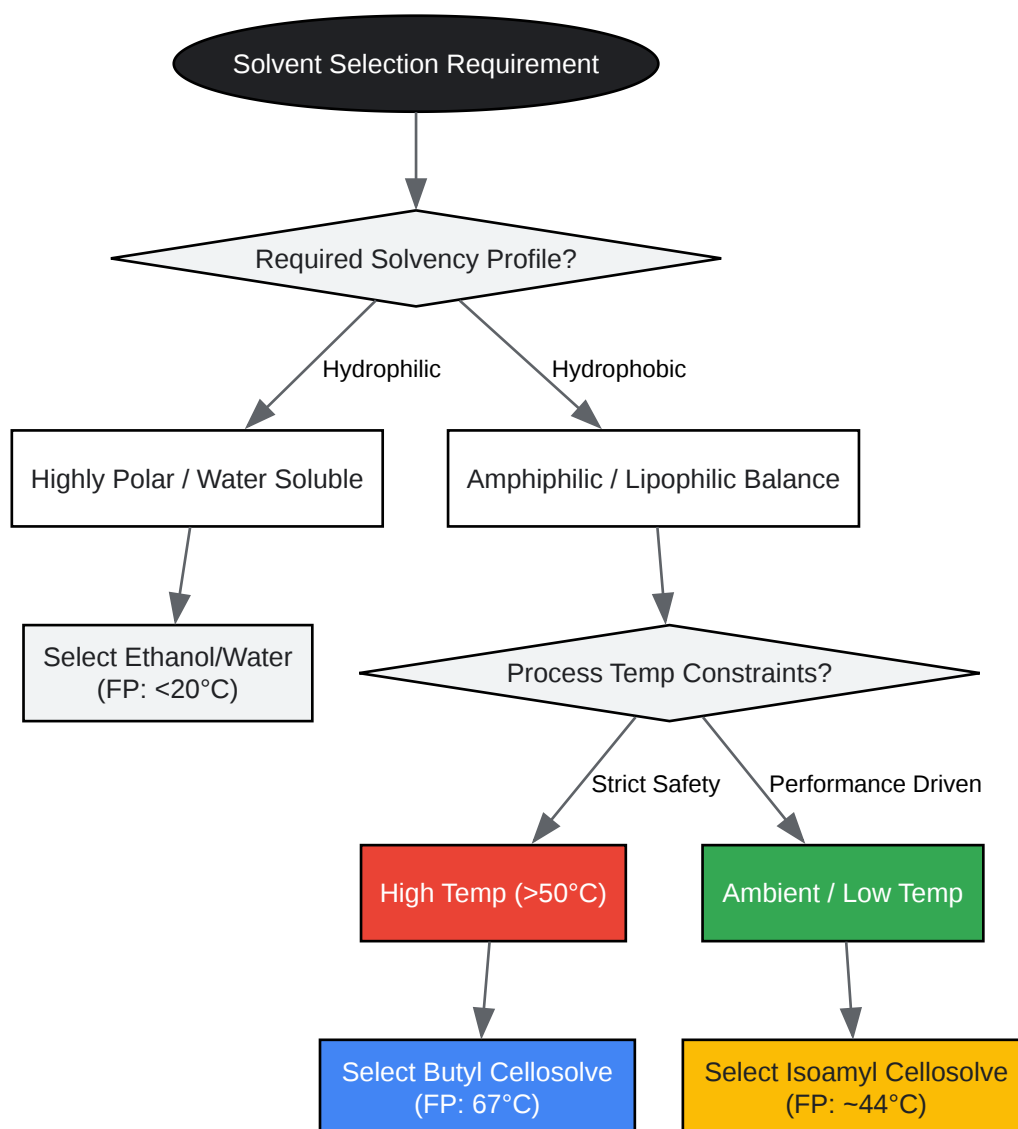 Solvent Selection Requirement
Required Solvency Profile?
Hydrophilic
Hydrophobic
Highly Polar / Water Soluble
Amphiphilic / Lipophilic Balance
Select Ethanol/Water
(FP: <20°C)
Process Temp Constraints?
Strict Safety
Performance Driven
High Temp (>50°C)
Ambient / Low Temp
Select Butyl Cellosolve
(FP: 67°C)
Select Isoamyl Cellosolve
(FP: ~44°C)